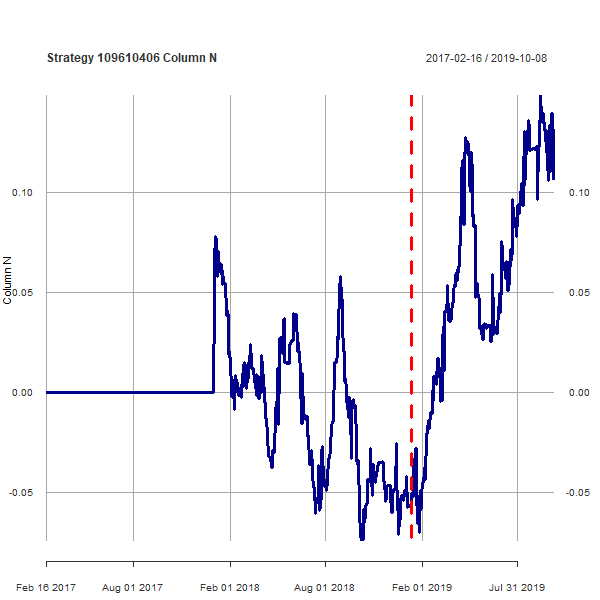 Strategy 109610406 Column N
2017-02-16 / 2019-10-08
0.10
0.10
0.05
0.05
Column N
0.00
0.00
-0.05
-0.05
Feb 16 2017
Aug 01 2017
Feb 01 2018
Aug 01 2018
Feb 01 2019
Jul 31 2019